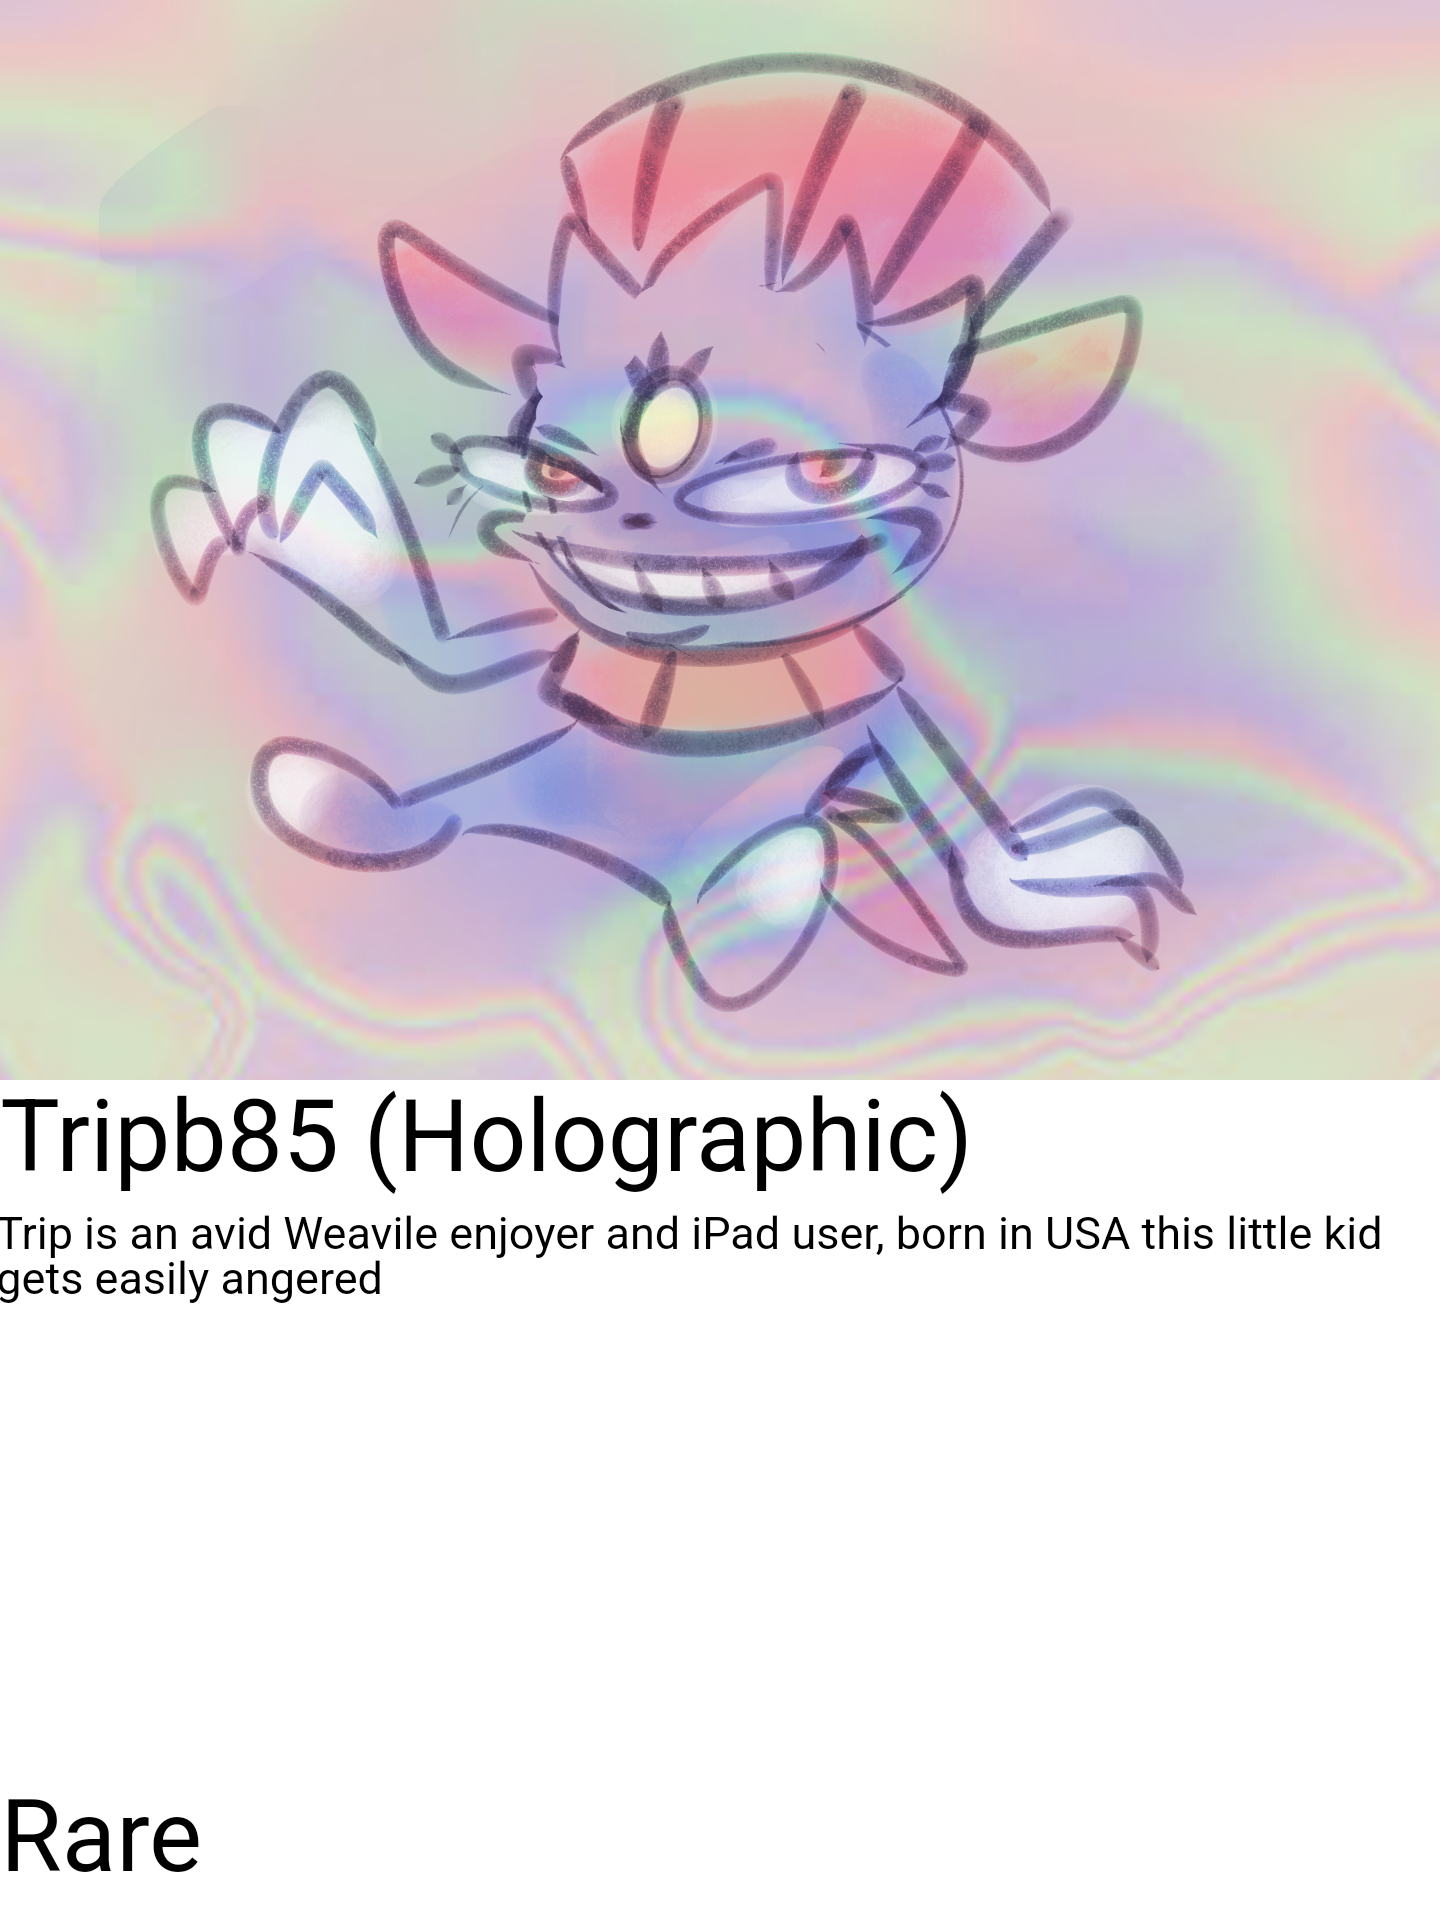 Tripb85 (Holographic)
Trip is an avid Weavile enjoyer and iPad user, born in USA this little kid
gets easily angered
Rare